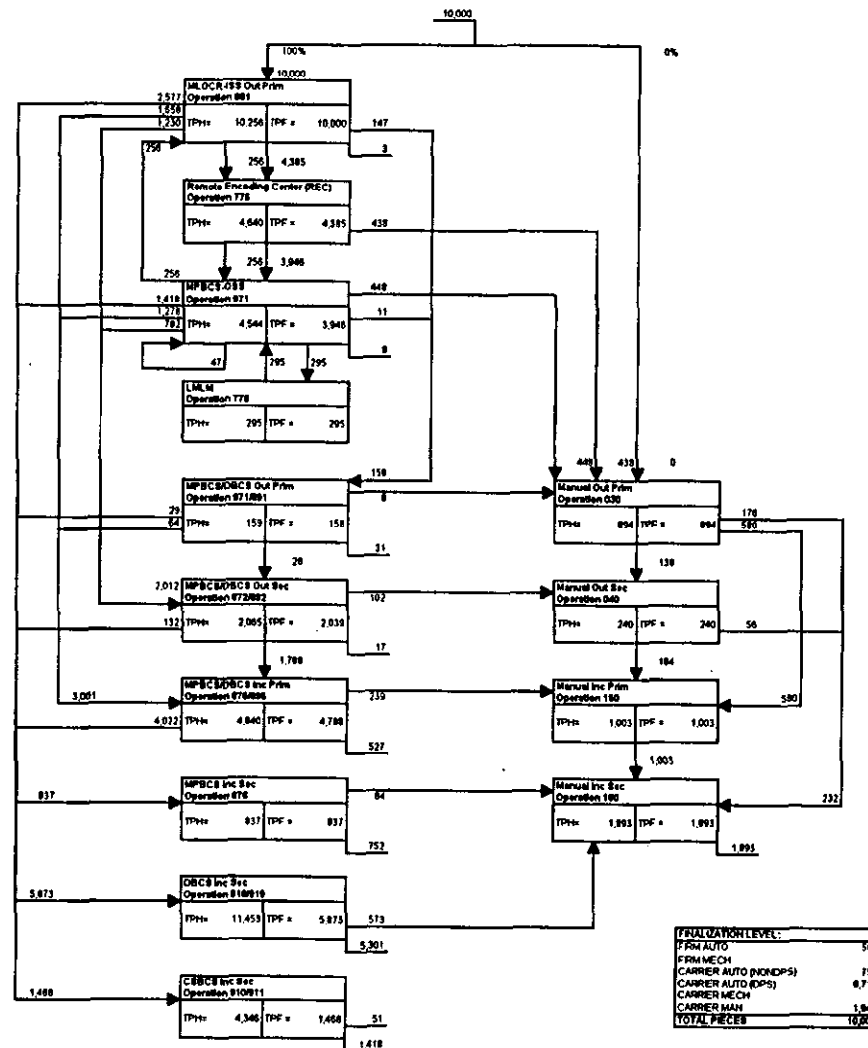 10,000
100%
0%
10,000
MLOCR-ISS Out Prim
Operation 881
2,577
1,558
1,230
256
TPH= 10,256 TPF = 10,000
147
3
256 4,385
Remote Encoding Center (REC)
Operation 775
TPH= 4,640 TPF = 4,385
438
256 3,946
256
MPBCS-OSS
Operation 971
448
1,418
1,278
782
TPH= 4,544 TPF = 3,946
11
9
47
295
295
LMLM
Operation 776
TPH= 295 TPF = 295
158
448
438
0
MPBCS/DBCS Out Prim
Operation 971/891
8
Manual Out Prim
Operation 030
29
64
TPH= 159 TPF = 158
31
TPH= 894 TPF = 894
178
580
28
138
2,012
MPBCS/DBCS Out Sec
Operation 872/892
102
Manual Out Sec
Operation 040
132
TPH= 2,065 TPF = 2,039
17
TPH= 240 TPF = 240
56
1,788
184
3,001
MPBCS/DBCS Inc Prim
239
Manual Inc Prim
Operation 150
580
4,022
TPH= 4,840 TPF = 4,788
527
TPH= 1,003 TPF = 1,003
1,003
837
MPBCS Inc Sec
Operation 876
84
Manual Inc Sec
Operation 160
232
TPH= 837 TPF = 837
752
TPH= 1,893 TPF = 1,893
1,893
5,873
DBCS Inc Sec
Operation 918/919
TPH= 11,453 TPF = 5,873
573
5,301
FINALIZATION LEVEL:
FIRM AUTO
FIRM MECH
CARRIER AUTO (NONDPS)
CARRIER AUTO (DPS)
CARRIER MECH
CARRIER MAN
TOTAL PIECES
1,468
CSBCS Inc Sec
Operation 910/911
TPH= 4,346 TPF = 1,468
51
1,418